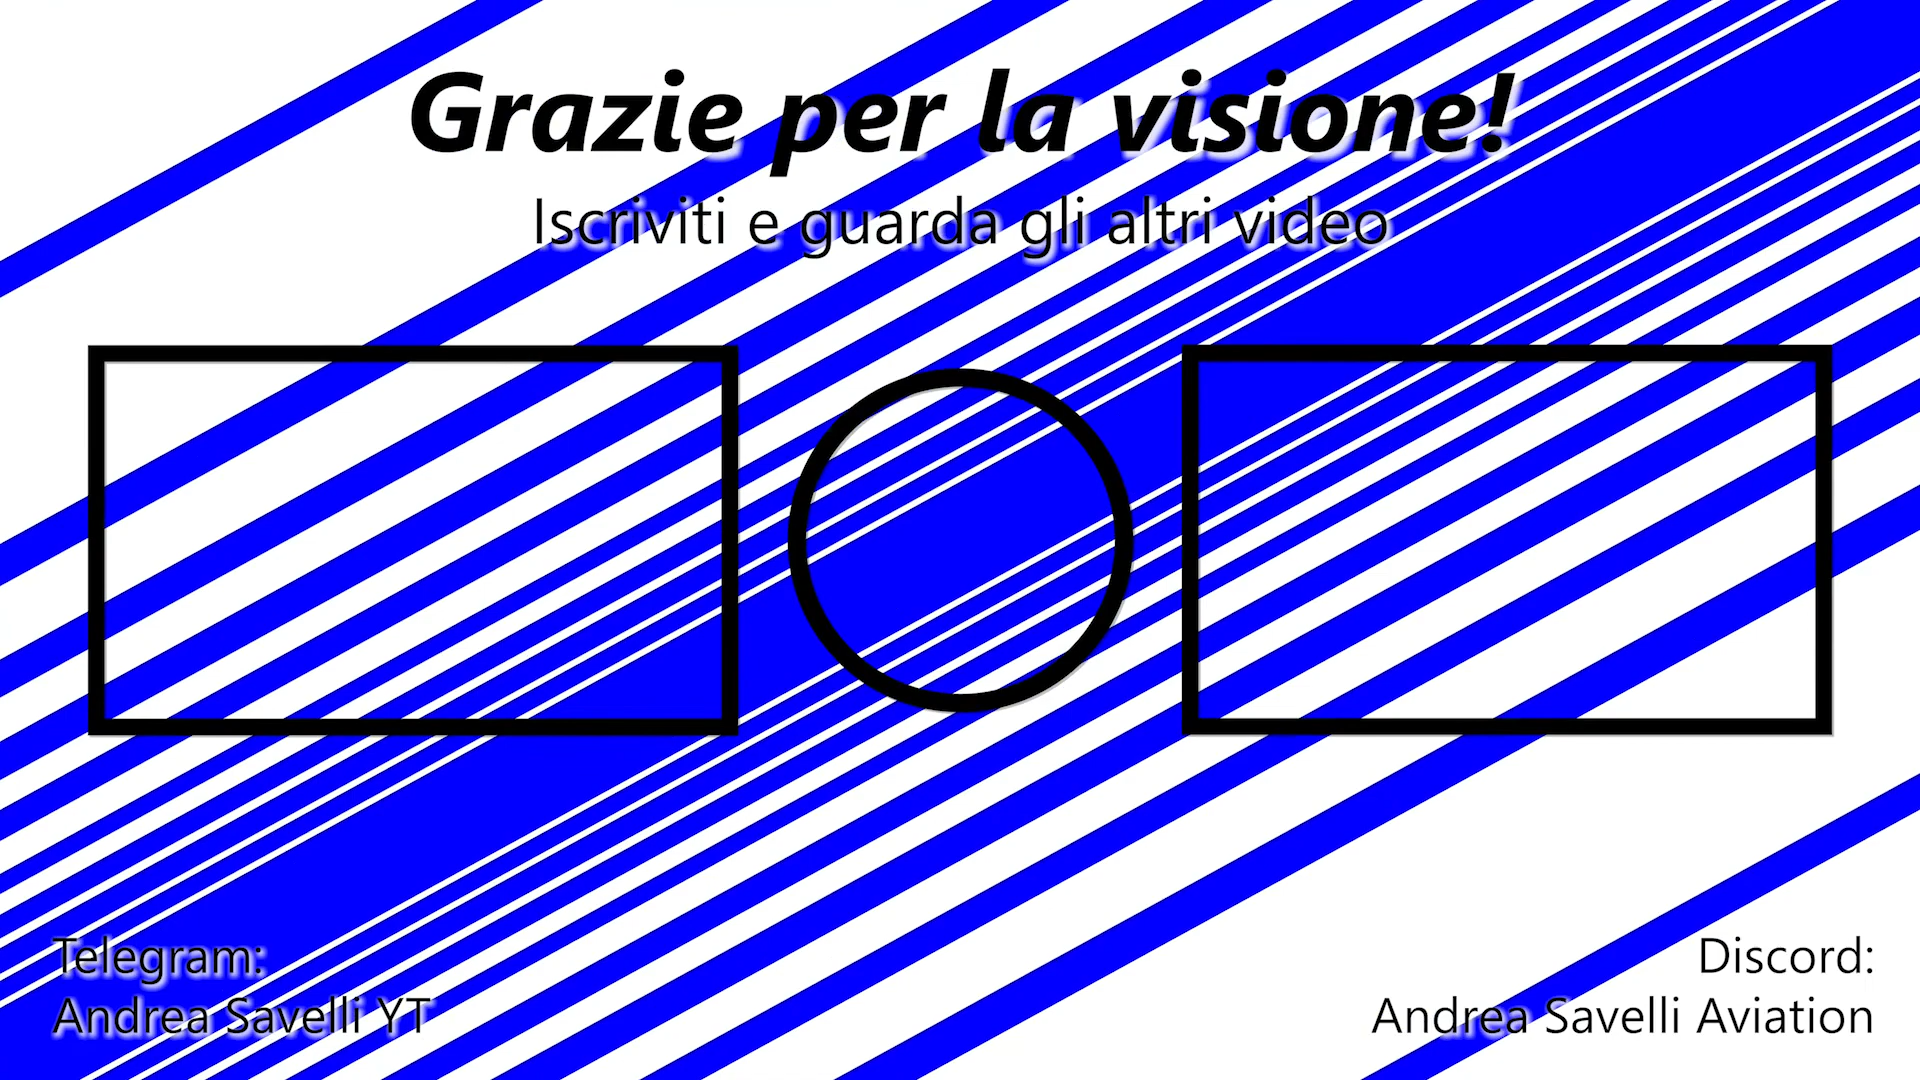 Grazie per la visione!
Iscriviti e guarda gli altri video
Telegram:
Andrea Savelli YT
Discord:
Andrea Savelli Aviation